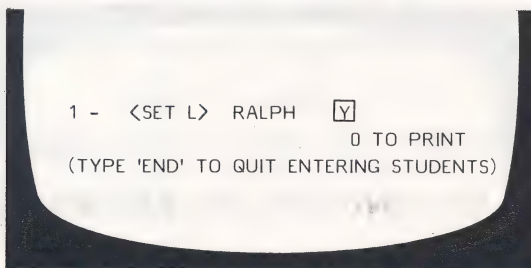 1 - <SET L> RALPH Y
0 TO PRINT
(TYPE 'END' TO QUIT ENTERING STUDENTS)